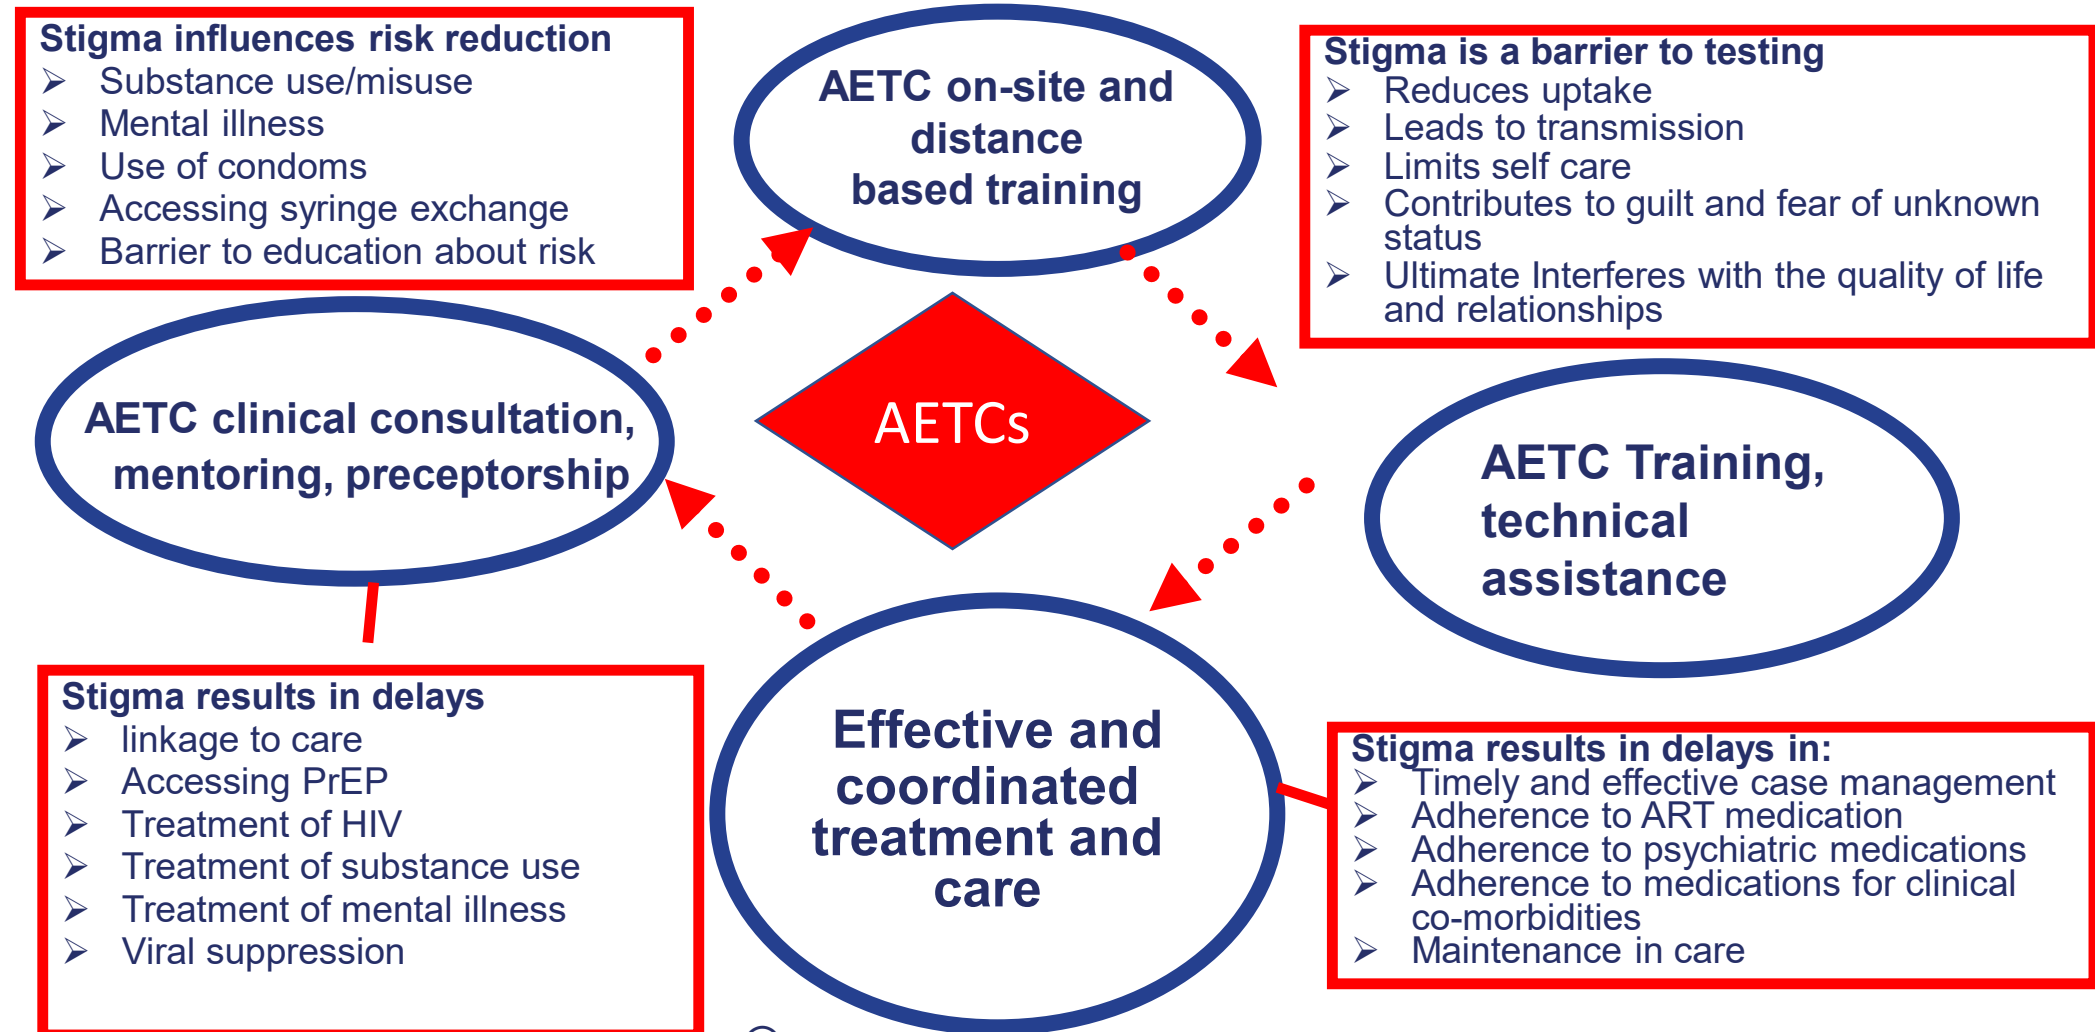 Stigma influences risk reduction
➢ Substance use/misuse
➢ Mental illness
➢ Use of condoms
➢ Accessing syringe exchange
➢ Barrier to education about risk
AETC on-site and
distance
based training
Stigma is a barrier to testing
➢ Reduces uptake
➢ Leads to transmission
➢ Limits self care
➢ Contributes to guilt and fear of unknown
status
➢ Ultimate Interferes with the quality of life
and relationships
AETC clinical consultation,
mentoring, preceptorship
AETCs
AETC Training,
technical
assistance
Stigma results in delays
➢ linkage to care
➢ Accessing PrEP
➢ Treatment of HIV
➢ Treatment of substance use
➢ Treatment of mental illness
➢ Viral suppression
Effective and
coordinated
treatment and
care
Stigma results in delays in:
➢ Timely and effective case management
➢ Adherence to ART medication
➢ Adherence to psychiatric medications
➢ Adherence to medications for clinical
co-morbidities
➢ Maintenance in care